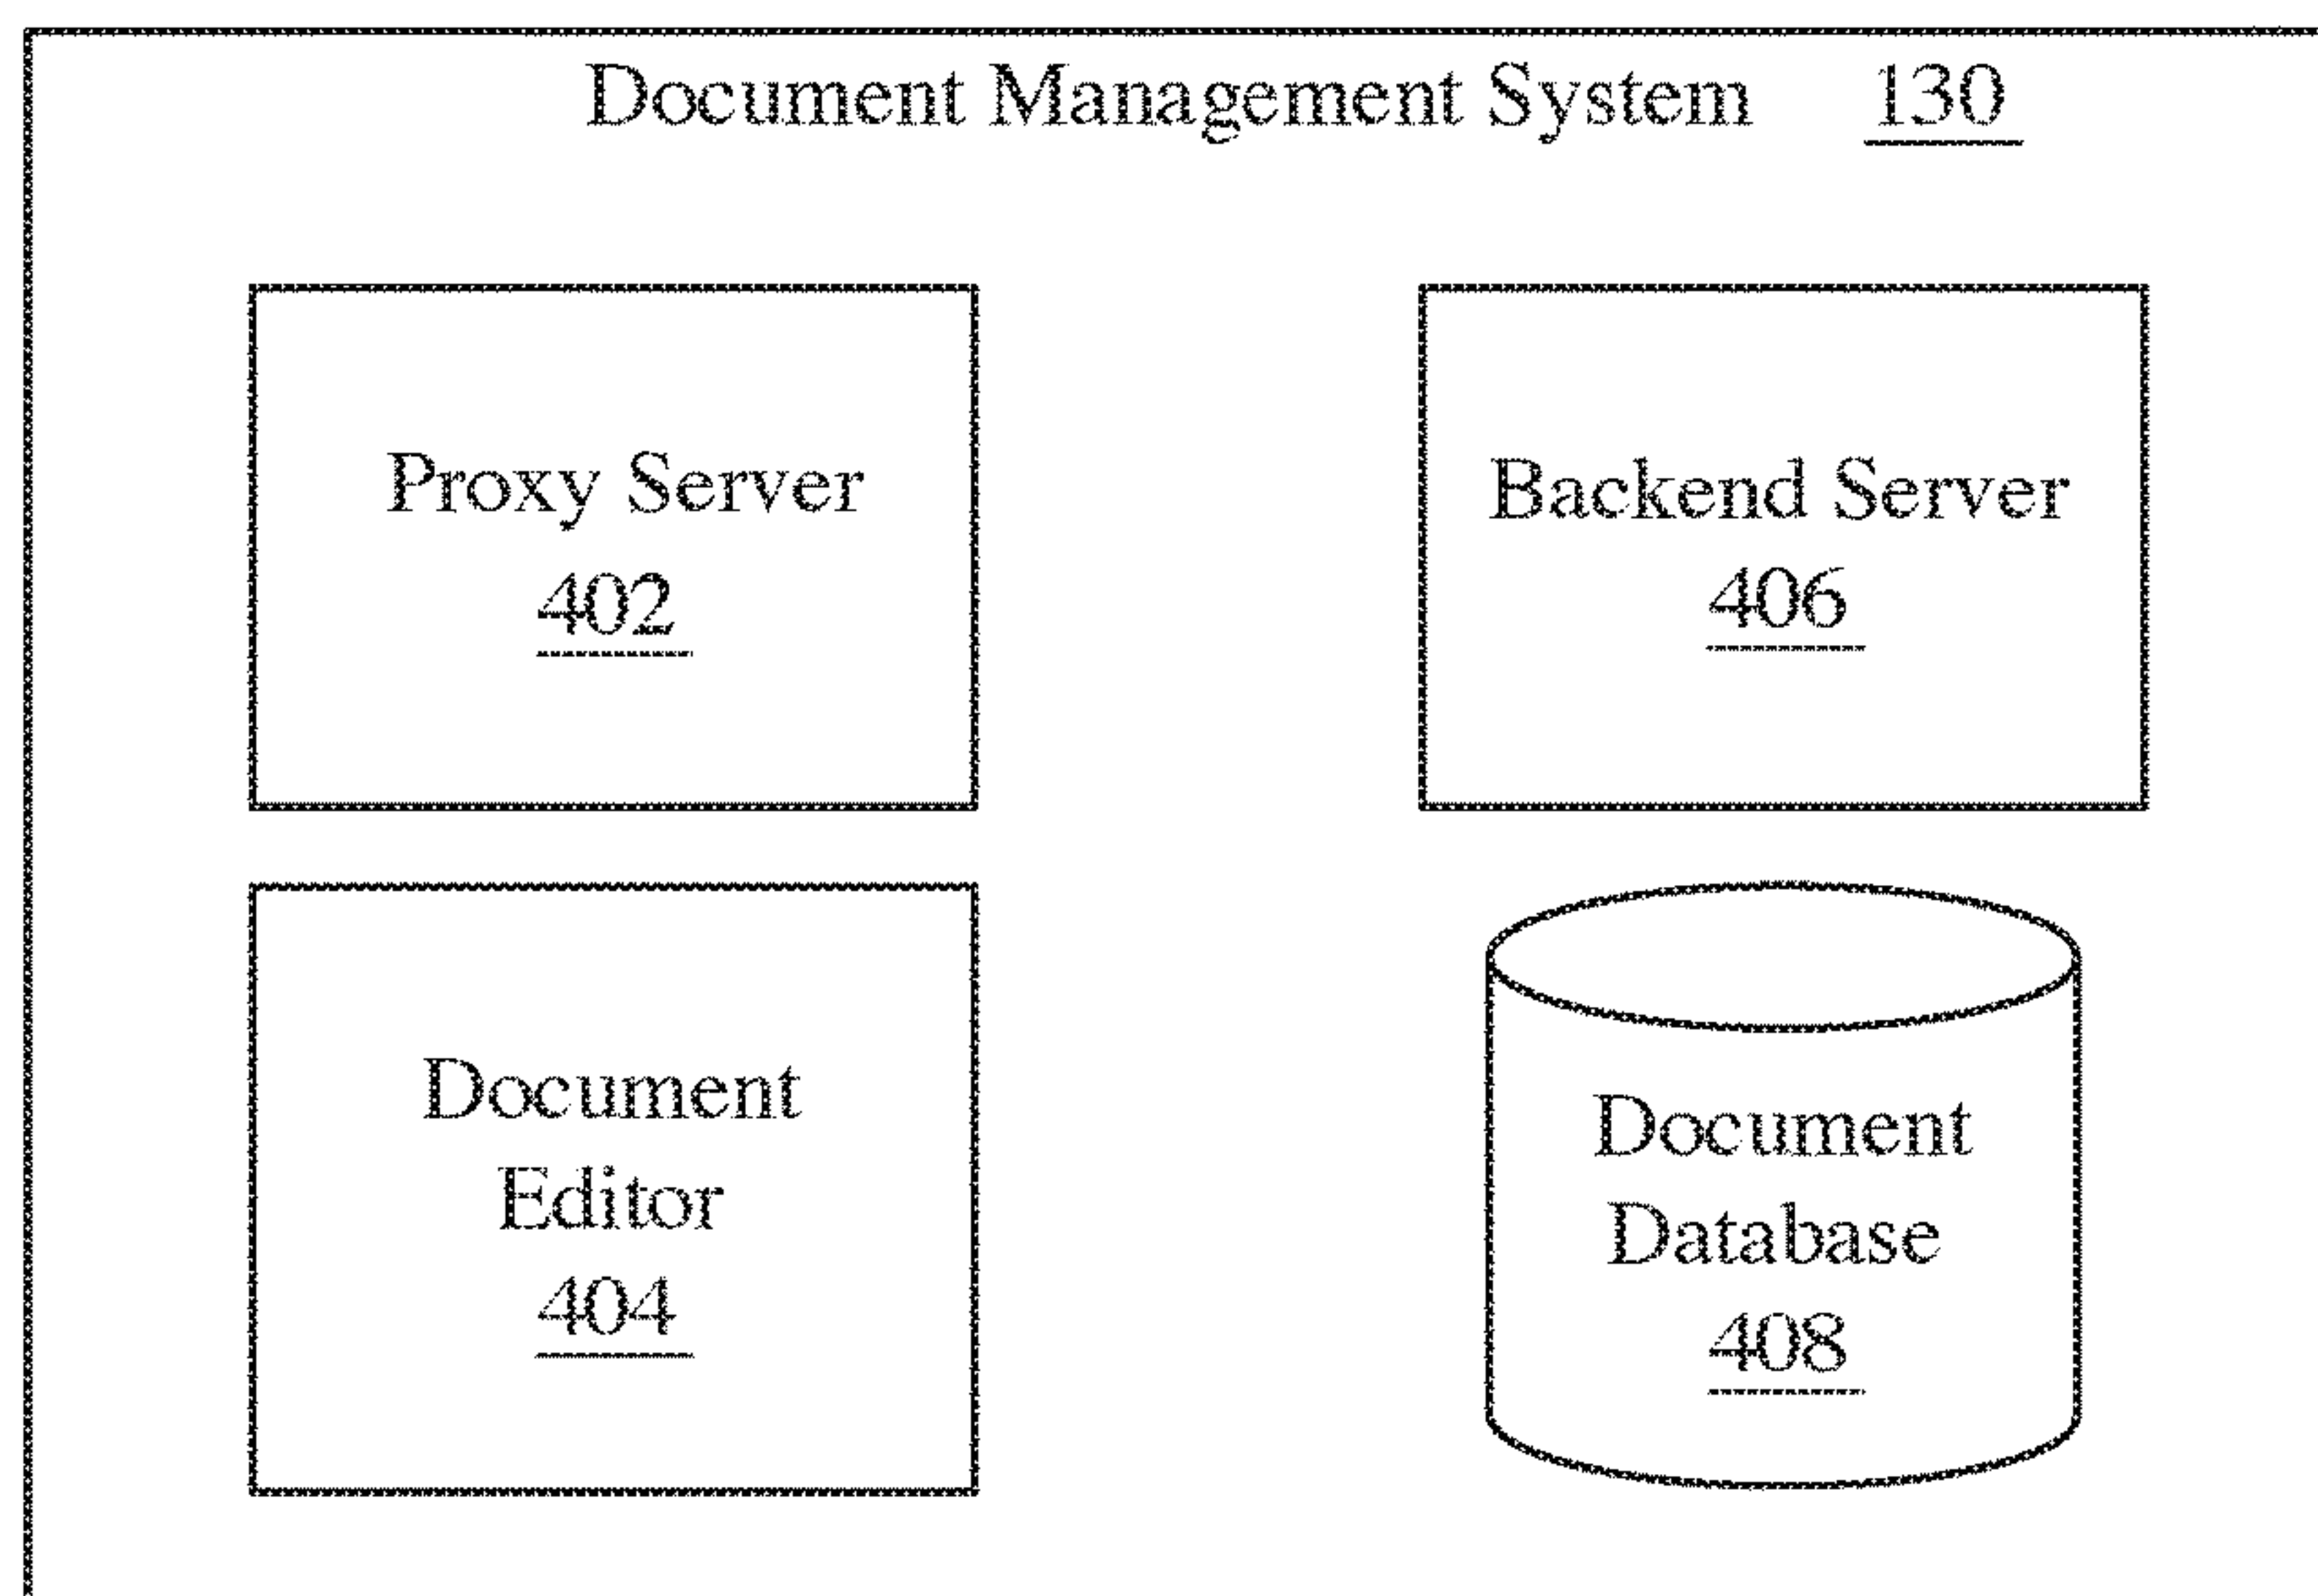 Document Management System 130
Proxy Server
402
Backend Server
406
Document
Editor
404
Document
Database
408